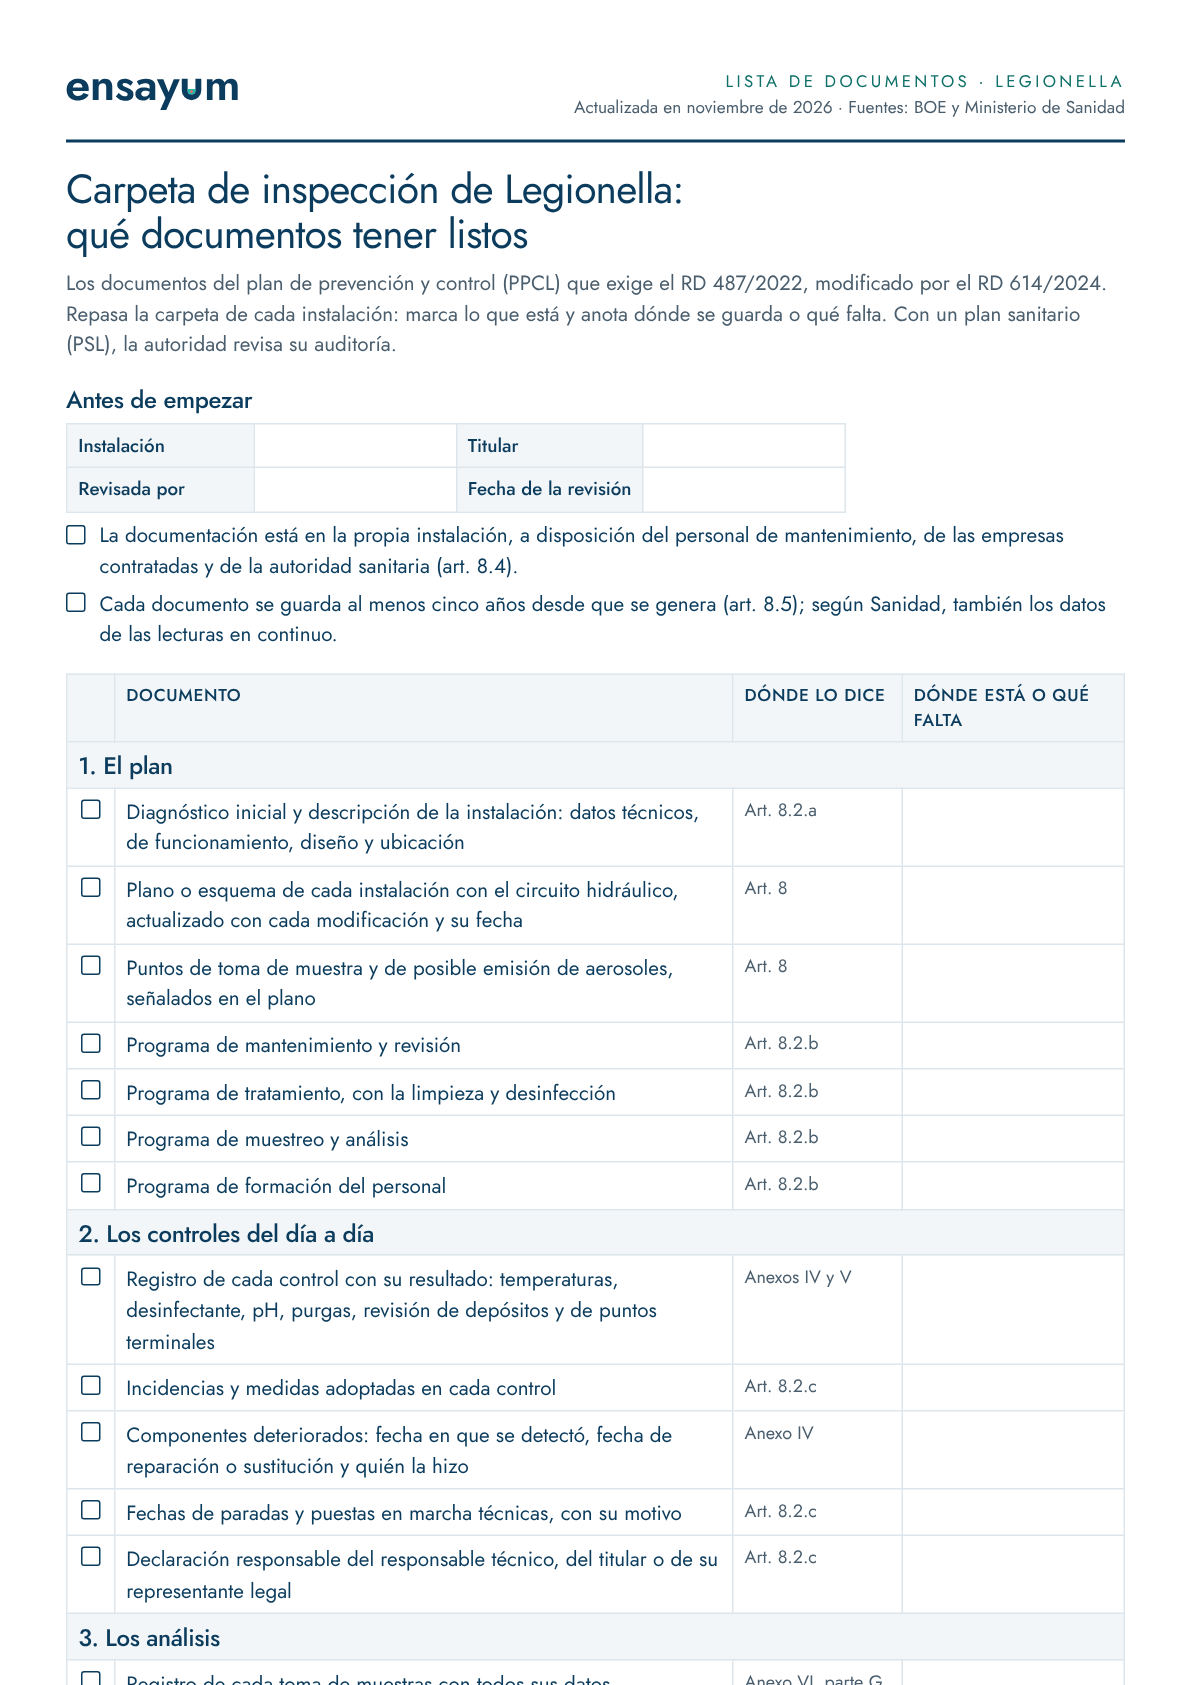 ensayum
LISTA DE DOCUMENTOS · LEGIONELLA
Actualizada en noviembre de 2026 · Fuentes: BOE y Ministerio de Sanidad
Carpeta de inspección de Legionella:
qué documentos tener listos
Los documentos del plan de prevención y control (PPCL) que exige el RD 487/2022, modificado por el RD 614/2024.
Repasa la carpeta de cada instalación: marca lo que está y anota dónde se guarda o qué falta. Con un plan sanitario
(PSL), la autoridad revisa su auditoría.
Antes de empezar
Instalación
Titular
Revisada por
Fecha de la revisión
La documentación está en la propia instalación, a disposición del personal de mantenimiento, de las empresas
contratadas y de la autoridad sanitaria (art. 8.4).
Cada documento se guarda al menos cinco años desde que se genera (art. 8.5); según Sanidad, también los datos
de las lecturas en continuo.
DOCUMENTO
DÓNDE LO DICE
DÓNDE ESTÁ O QUÉ
FALTA
1. El plan
Diagnóstico inicial y descripción de la instalación: datos técnicos,
de funcionamiento, diseño y ubicación
Art. 8.2.a
Plano o esquema de cada instalación con el circuito hidráulico,
actualizado con cada modificación y su fecha
Art. 8
Puntos de toma de muestra y de posible emisión de aerosoles,
señalados en el plano
Art. 8
Programa de mantenimiento y revisión
Art. 8.2.b
Programa de tratamiento, con la limpieza y desinfección
Art. 8.2.b
Programa de muestreo y análisis
Art. 8.2.b
Programa de formación del personal
Art. 8.2.b
2. Los controles del día a día
Registro de cada control con su resultado: temperaturas,
desinfectante, pH, purgas, revisión de depósitos y de puntos
terminales
Anexos IV y V
Incidencias y medidas adoptadas en cada control
Art. 8.2.c
Componentes deteriorados: fecha en que se detectó, fecha de
reparación o sustitución y quién la hizo
Anexo IV
Fechas de paradas y puestas en marcha técnicas, con su motivo
Art. 8.2.c
Declaración responsable del responsable técnico, del titular o de su
representante legal
Art. 8.2.c
3. Los análisis
Registro de cada toma de muestras con todos sus datos
Anexo VI, parte G